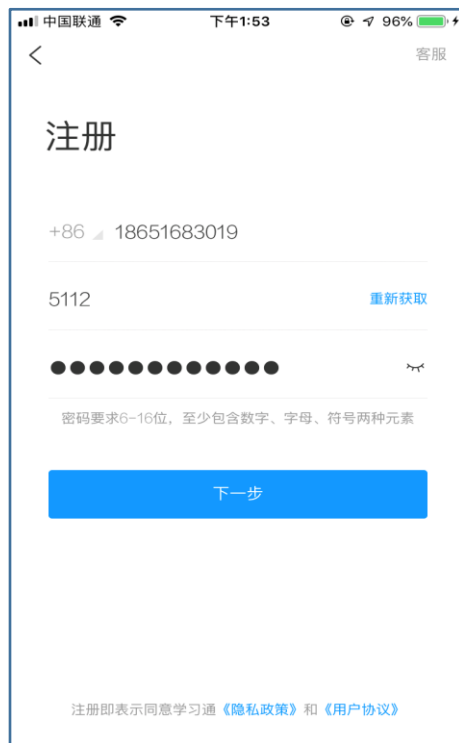 中国联通 下午1:53 96%
客服
注册
+86 18651683019
5112 重新获取
●●●●●●●●●●●●
密码要求6-16位，至少包含数字、字母、符号两种元素
下一步
注册即表示同意学习通《隐私政策》和《用户协议》